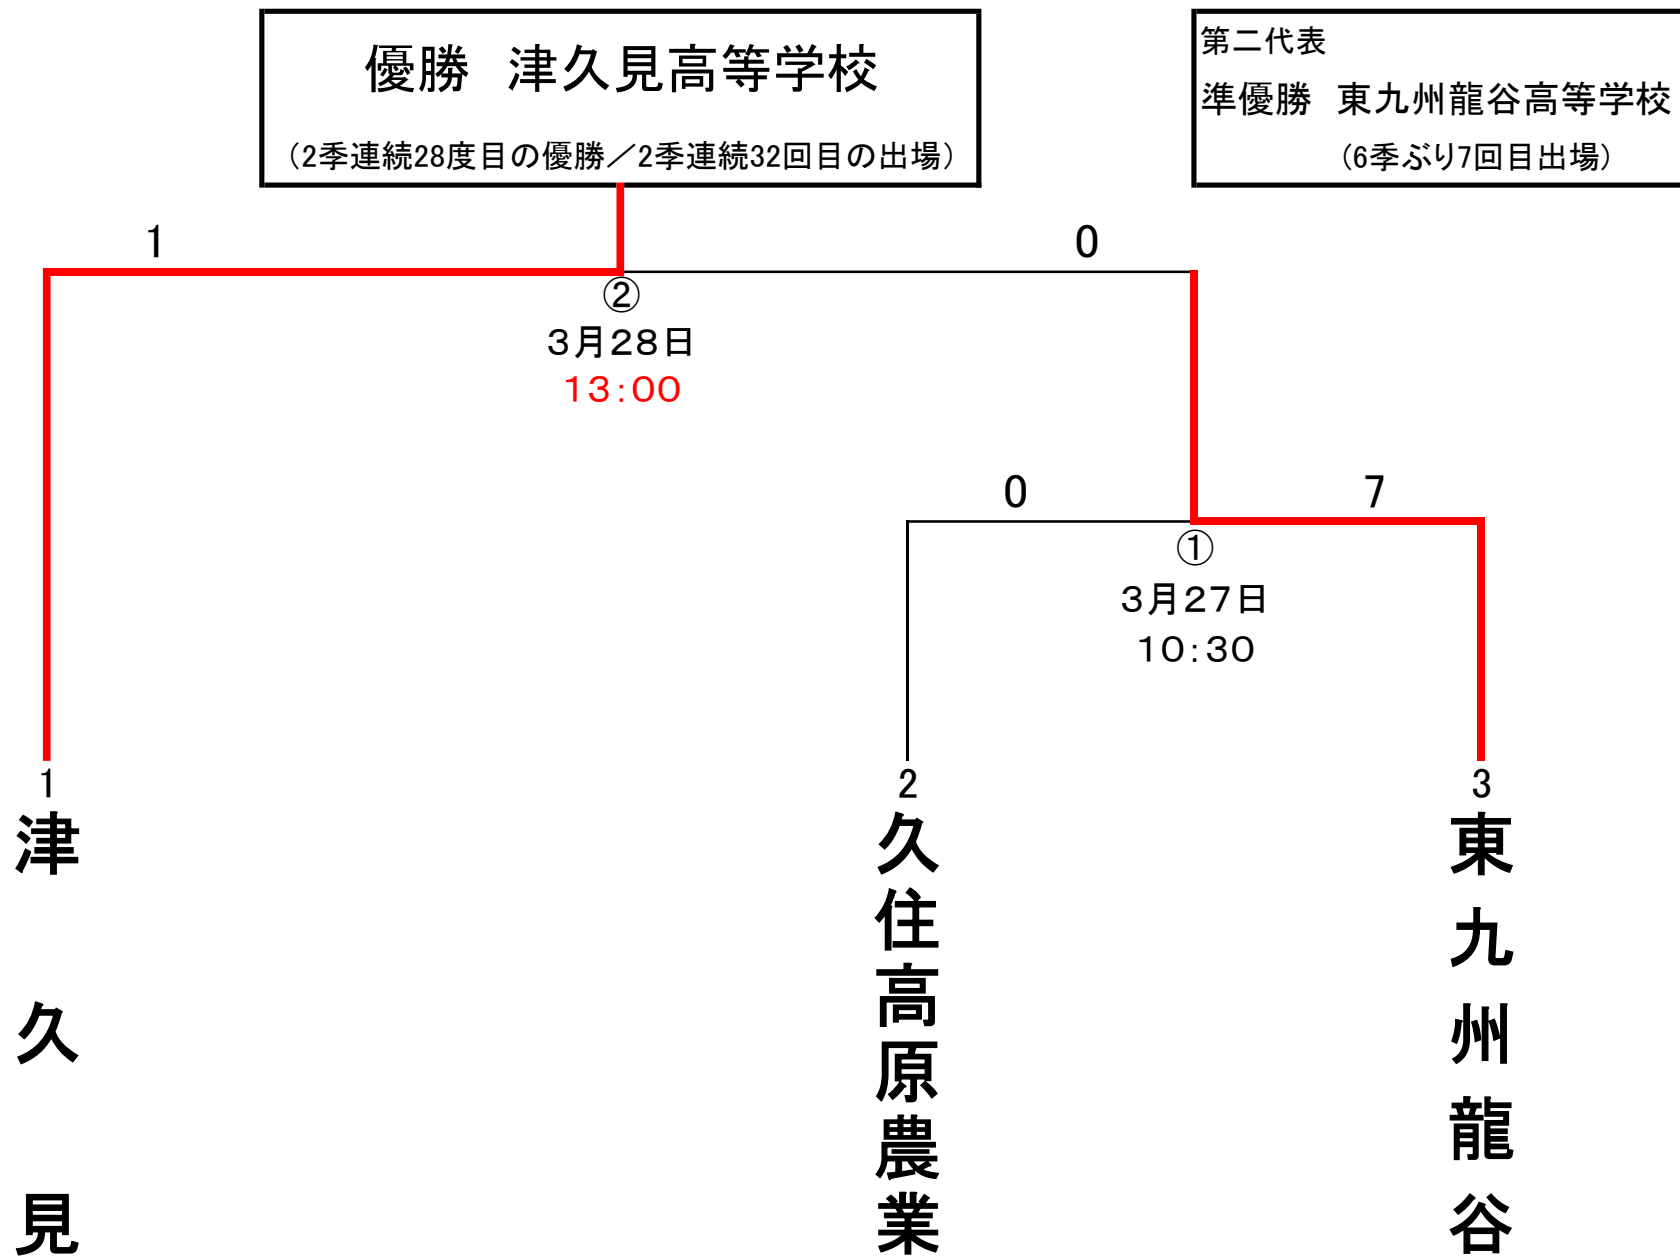 優勝　津久見高等学校
（2季連続28度目の優勝／2季連続32回目の出場）
第二代表
準優勝　東九州龍谷高等学校
（6季ぶり7回目出場）
1
0
②
3月28日
13:00
0
7
①
3月27日
10:30
1
津久見
2
久住高原農業
3
東九州龍谷